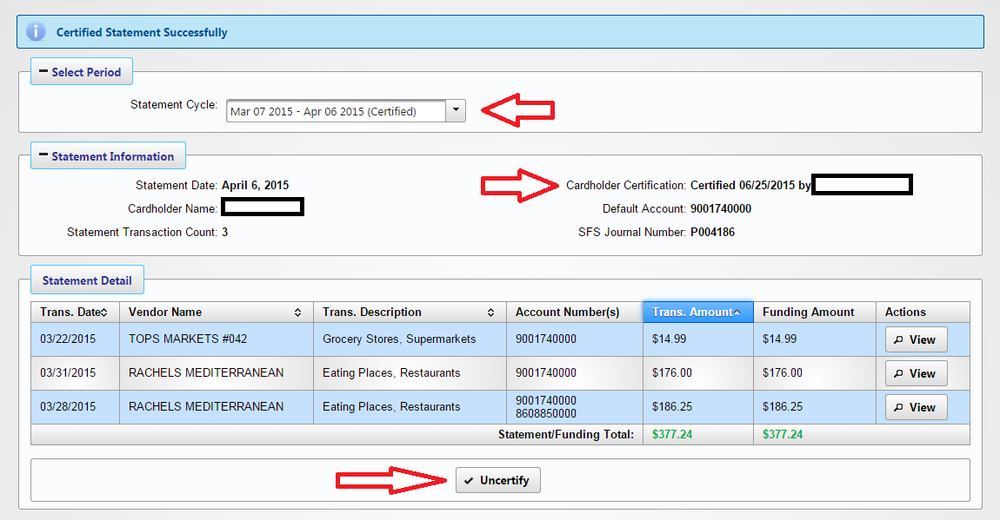 Certified Statement Successfully
Select Period
Statement Cycle: Mar 07 2015 - Apr 06 2015 (Certified)
Statement Information
Statement Date: April 6, 2015 Cardholder Certification: Certified 06/25/2015 by
Cardholder Name: Default Account: 9001740000
Statement Transaction Count: 3 SFS Journal Number: P004186
Statement Detail
Trans. Date Vendor Name Trans. Description Account Number(s) Trans. Amount Funding Amount Actions
03/22/2015 TOPS MARKETS #042 Grocery Stores, Supermarkets 9001740000 $14.99 $14.99 View
03/31/2015 RACHELS MEDITERRANEAN Eating Places, Restaurants 9001740000 $176.00 $176.00 View
03/28/2015 RACHELS MEDITERRANEAN Eating Places, Restaurants 9001740000 $186.25 $186.25 View
8608850000
Statement/Funding Total: $377.24 $377.24
Uncertify